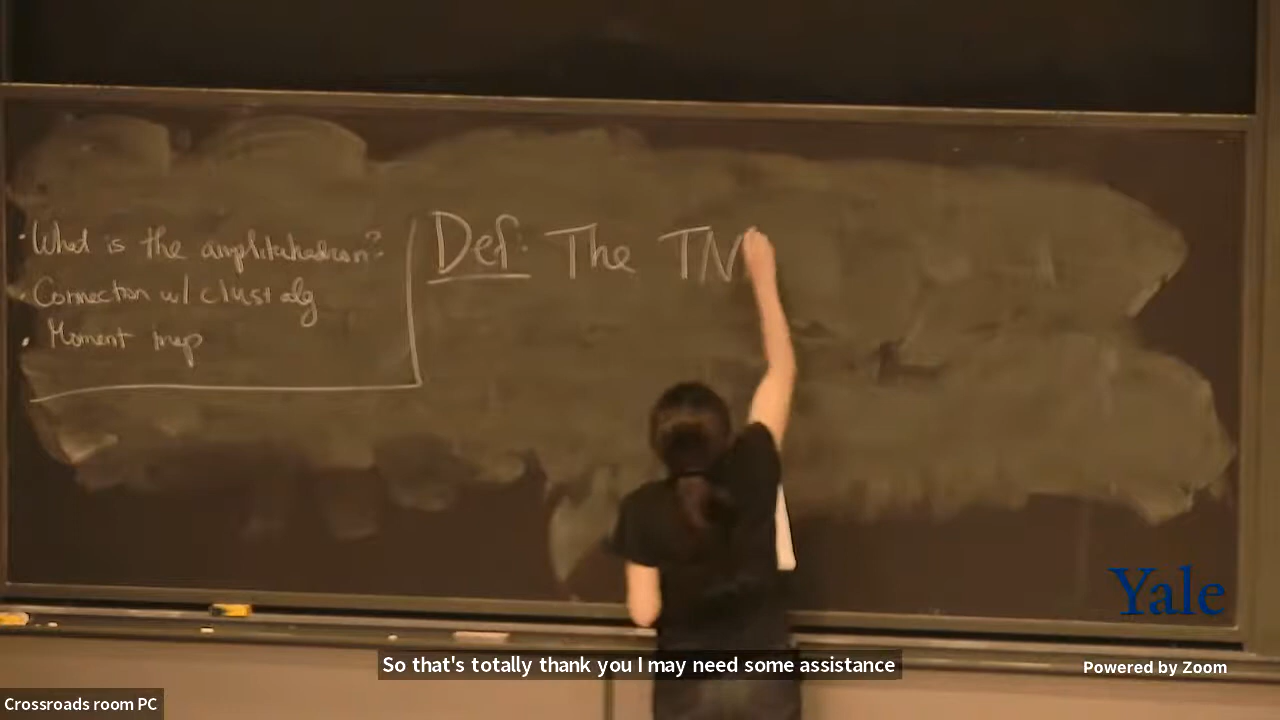 · What is the amplituhedron?
Def: The TN
· Connection w/ clust alg
· Moment map
Yale
So that's totally thank you I may need some assistance
Powered by Zoom
Crossroads room PC